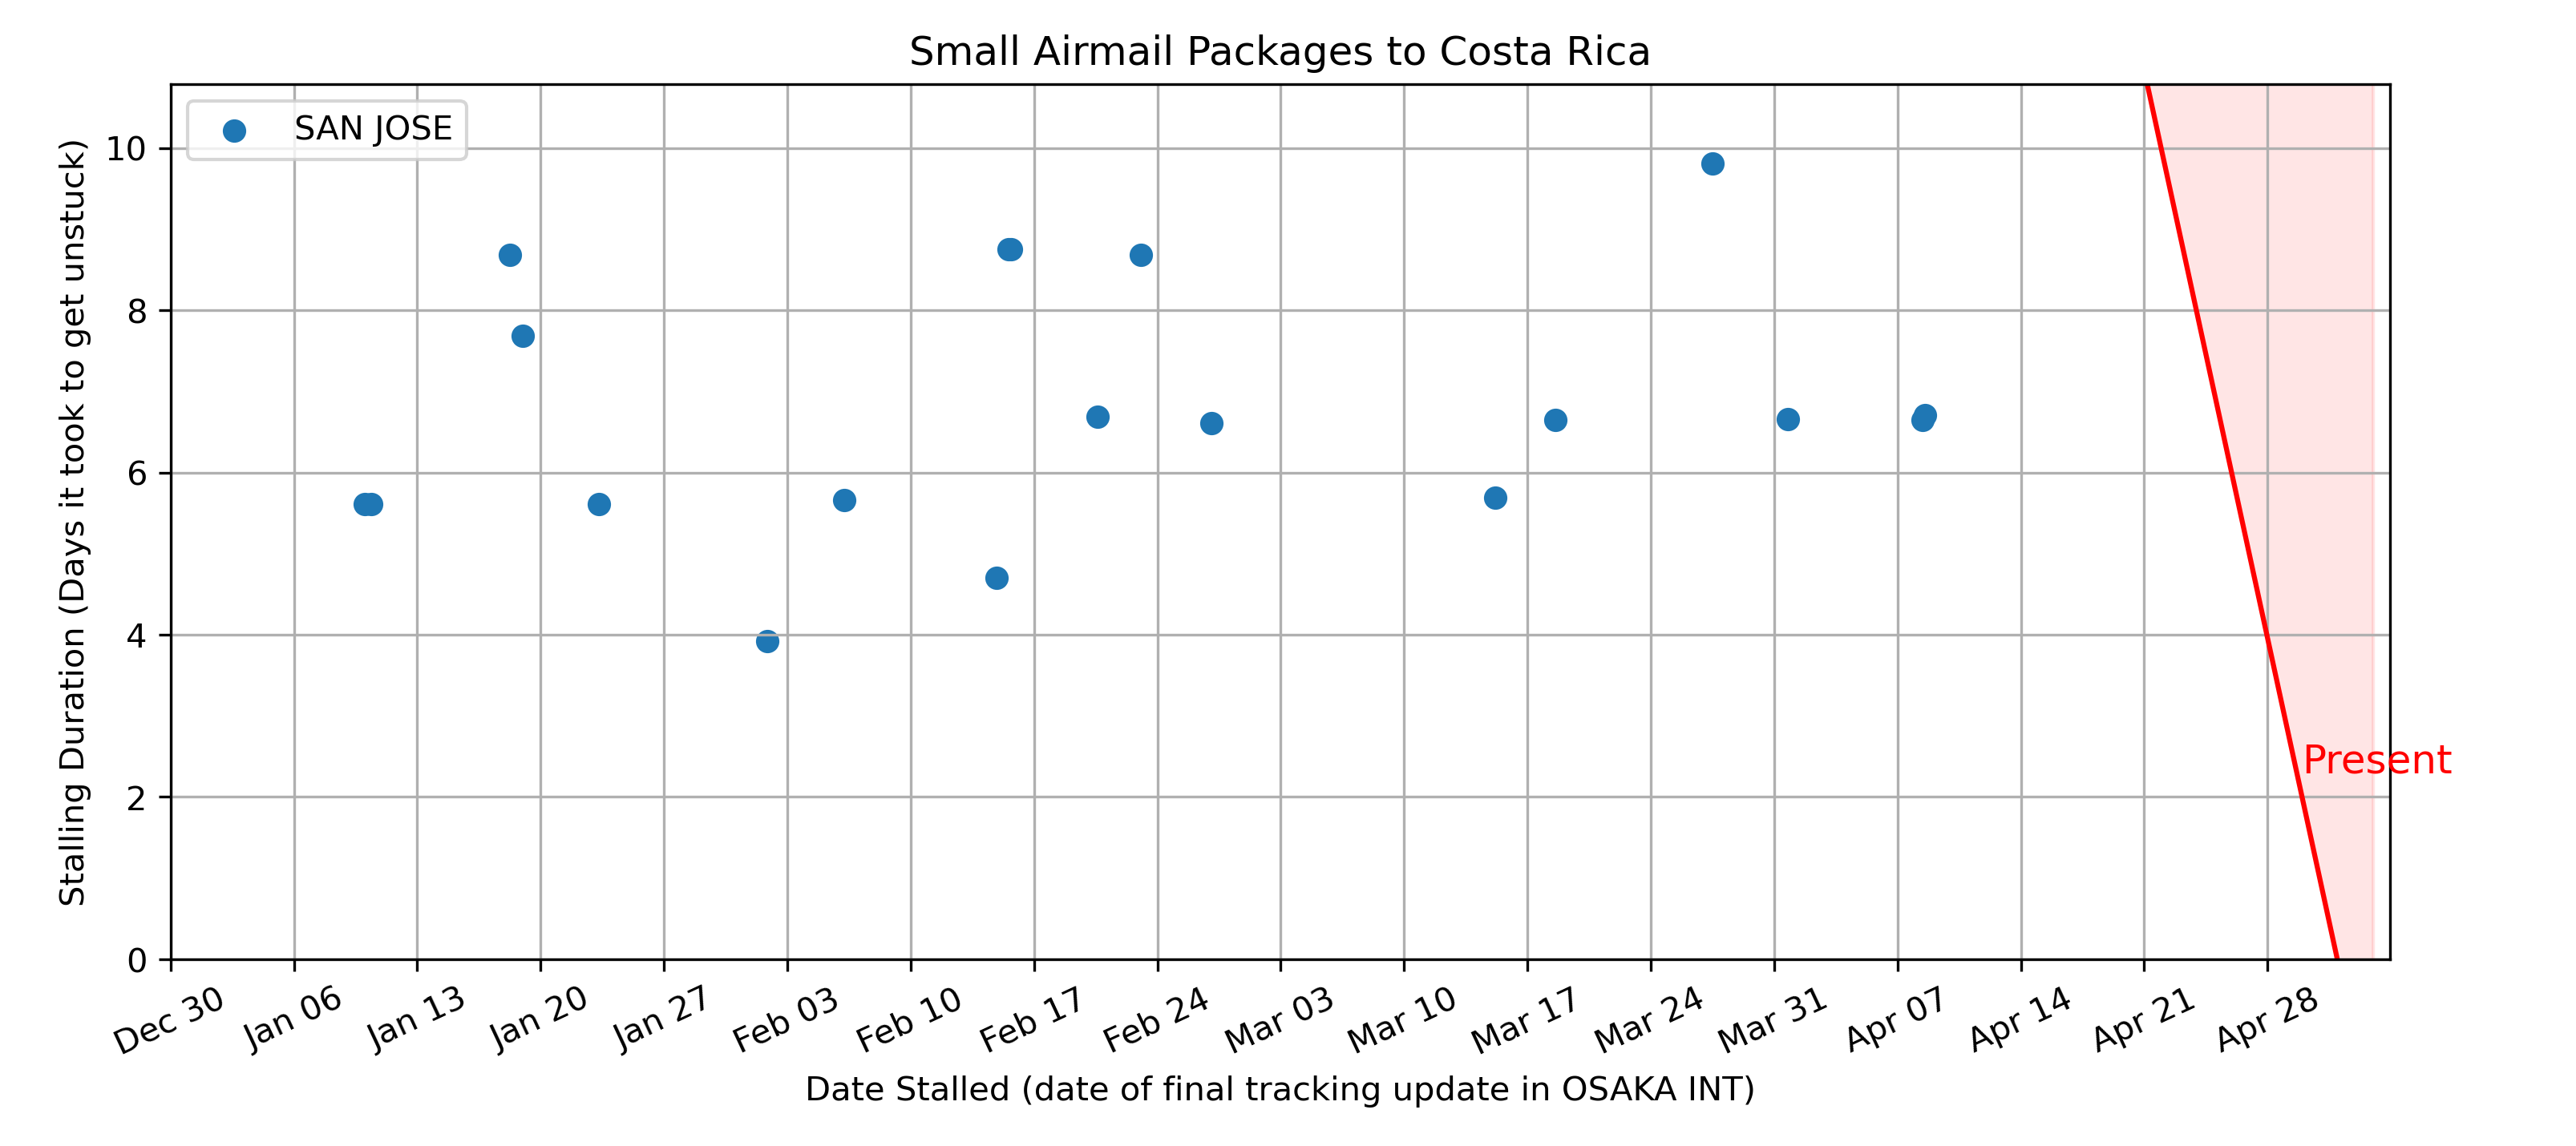 Small Airmail Packages to Costa Rica
SAN JOSE
Stalling Duration (Days it took to get unstuck)
10
8
6
4
2
0
Present
Dec 30
Jan 06
Jan 13
Jan 20
Jan 27
Feb 03
Feb 10
Feb 17
Feb 24
Mar 03
Mar 10
Mar 17
Mar 24
Mar 31
Apr 07
Apr 14
Apr 21
Apr 28
Date Stalled (date of final tracking update in OSAKA INT)